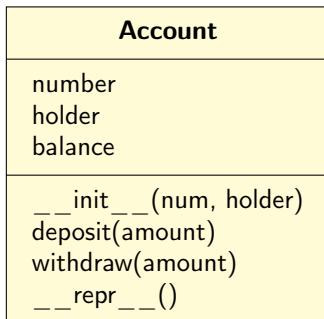 Account
number
holder
balance
__init__(num, holder)
deposit(amount)
withdraw(amount)
__repr__()